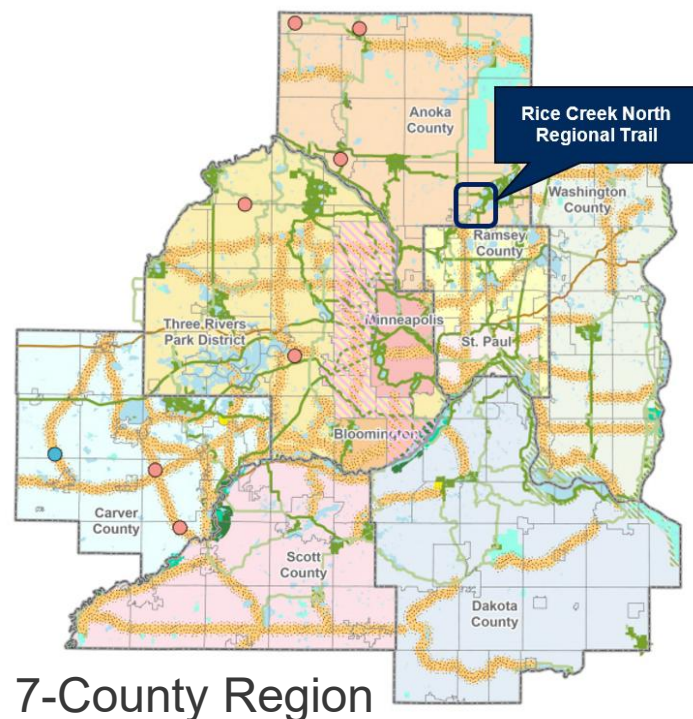 Anoka
County
Rice Creek North
Regional Trail
Washington
County
Ramsey
County
Three Rivers
Park District
Minneapolis
St. Paul
Bloomington
Carver
County
Scott
County
Dakota
County
7-County Region